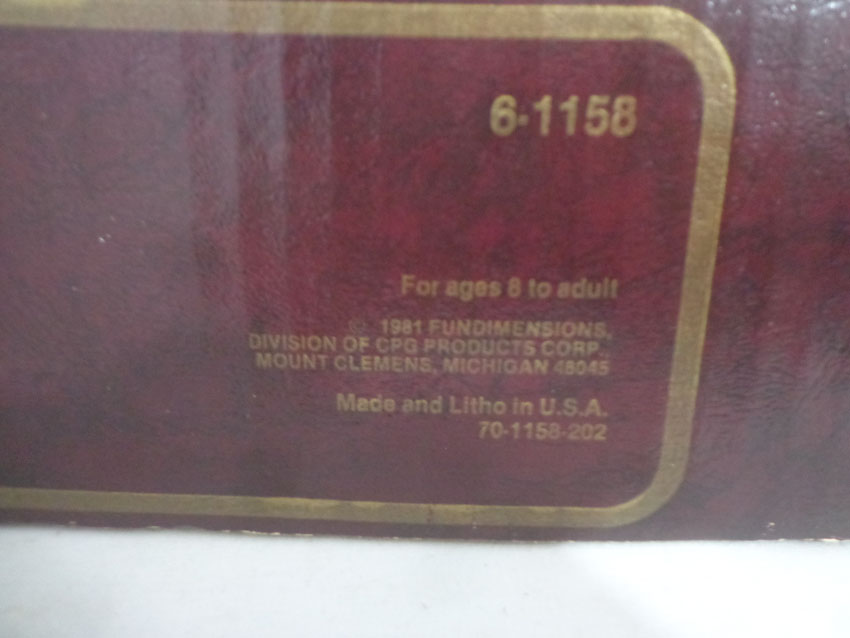 6-1158
For ages 8 to adult
© 1981 FUNDIMENSIONS,
DIVISION OF CPG PRODUCTS CORP.,
MOUNT CLEMENS, MICHIGAN 48045
Made and Litho in U.S.A.
70-1158-202